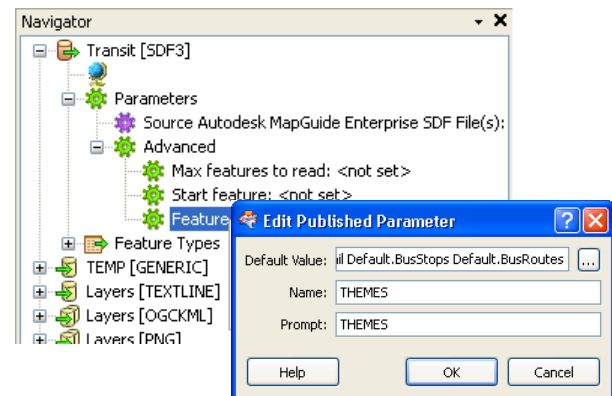 Navigator
Transit [SDF3]
Parameters
Source Autodesk MapGuide Enterprise SDF File(s):
Advanced
Max features to read: <not set>
Start feature: <not set>
Feature
Feature Types
TEMP [GENERIC]
Layers [TEXTLINE]
Layers [OGCKML]
Layers [PNG]
Edit Published Parameter
Default Value: il Default.BusStops Default.BusRoutes ...
Name: THEMES
Prompt: THEMES
Help OK Cancel